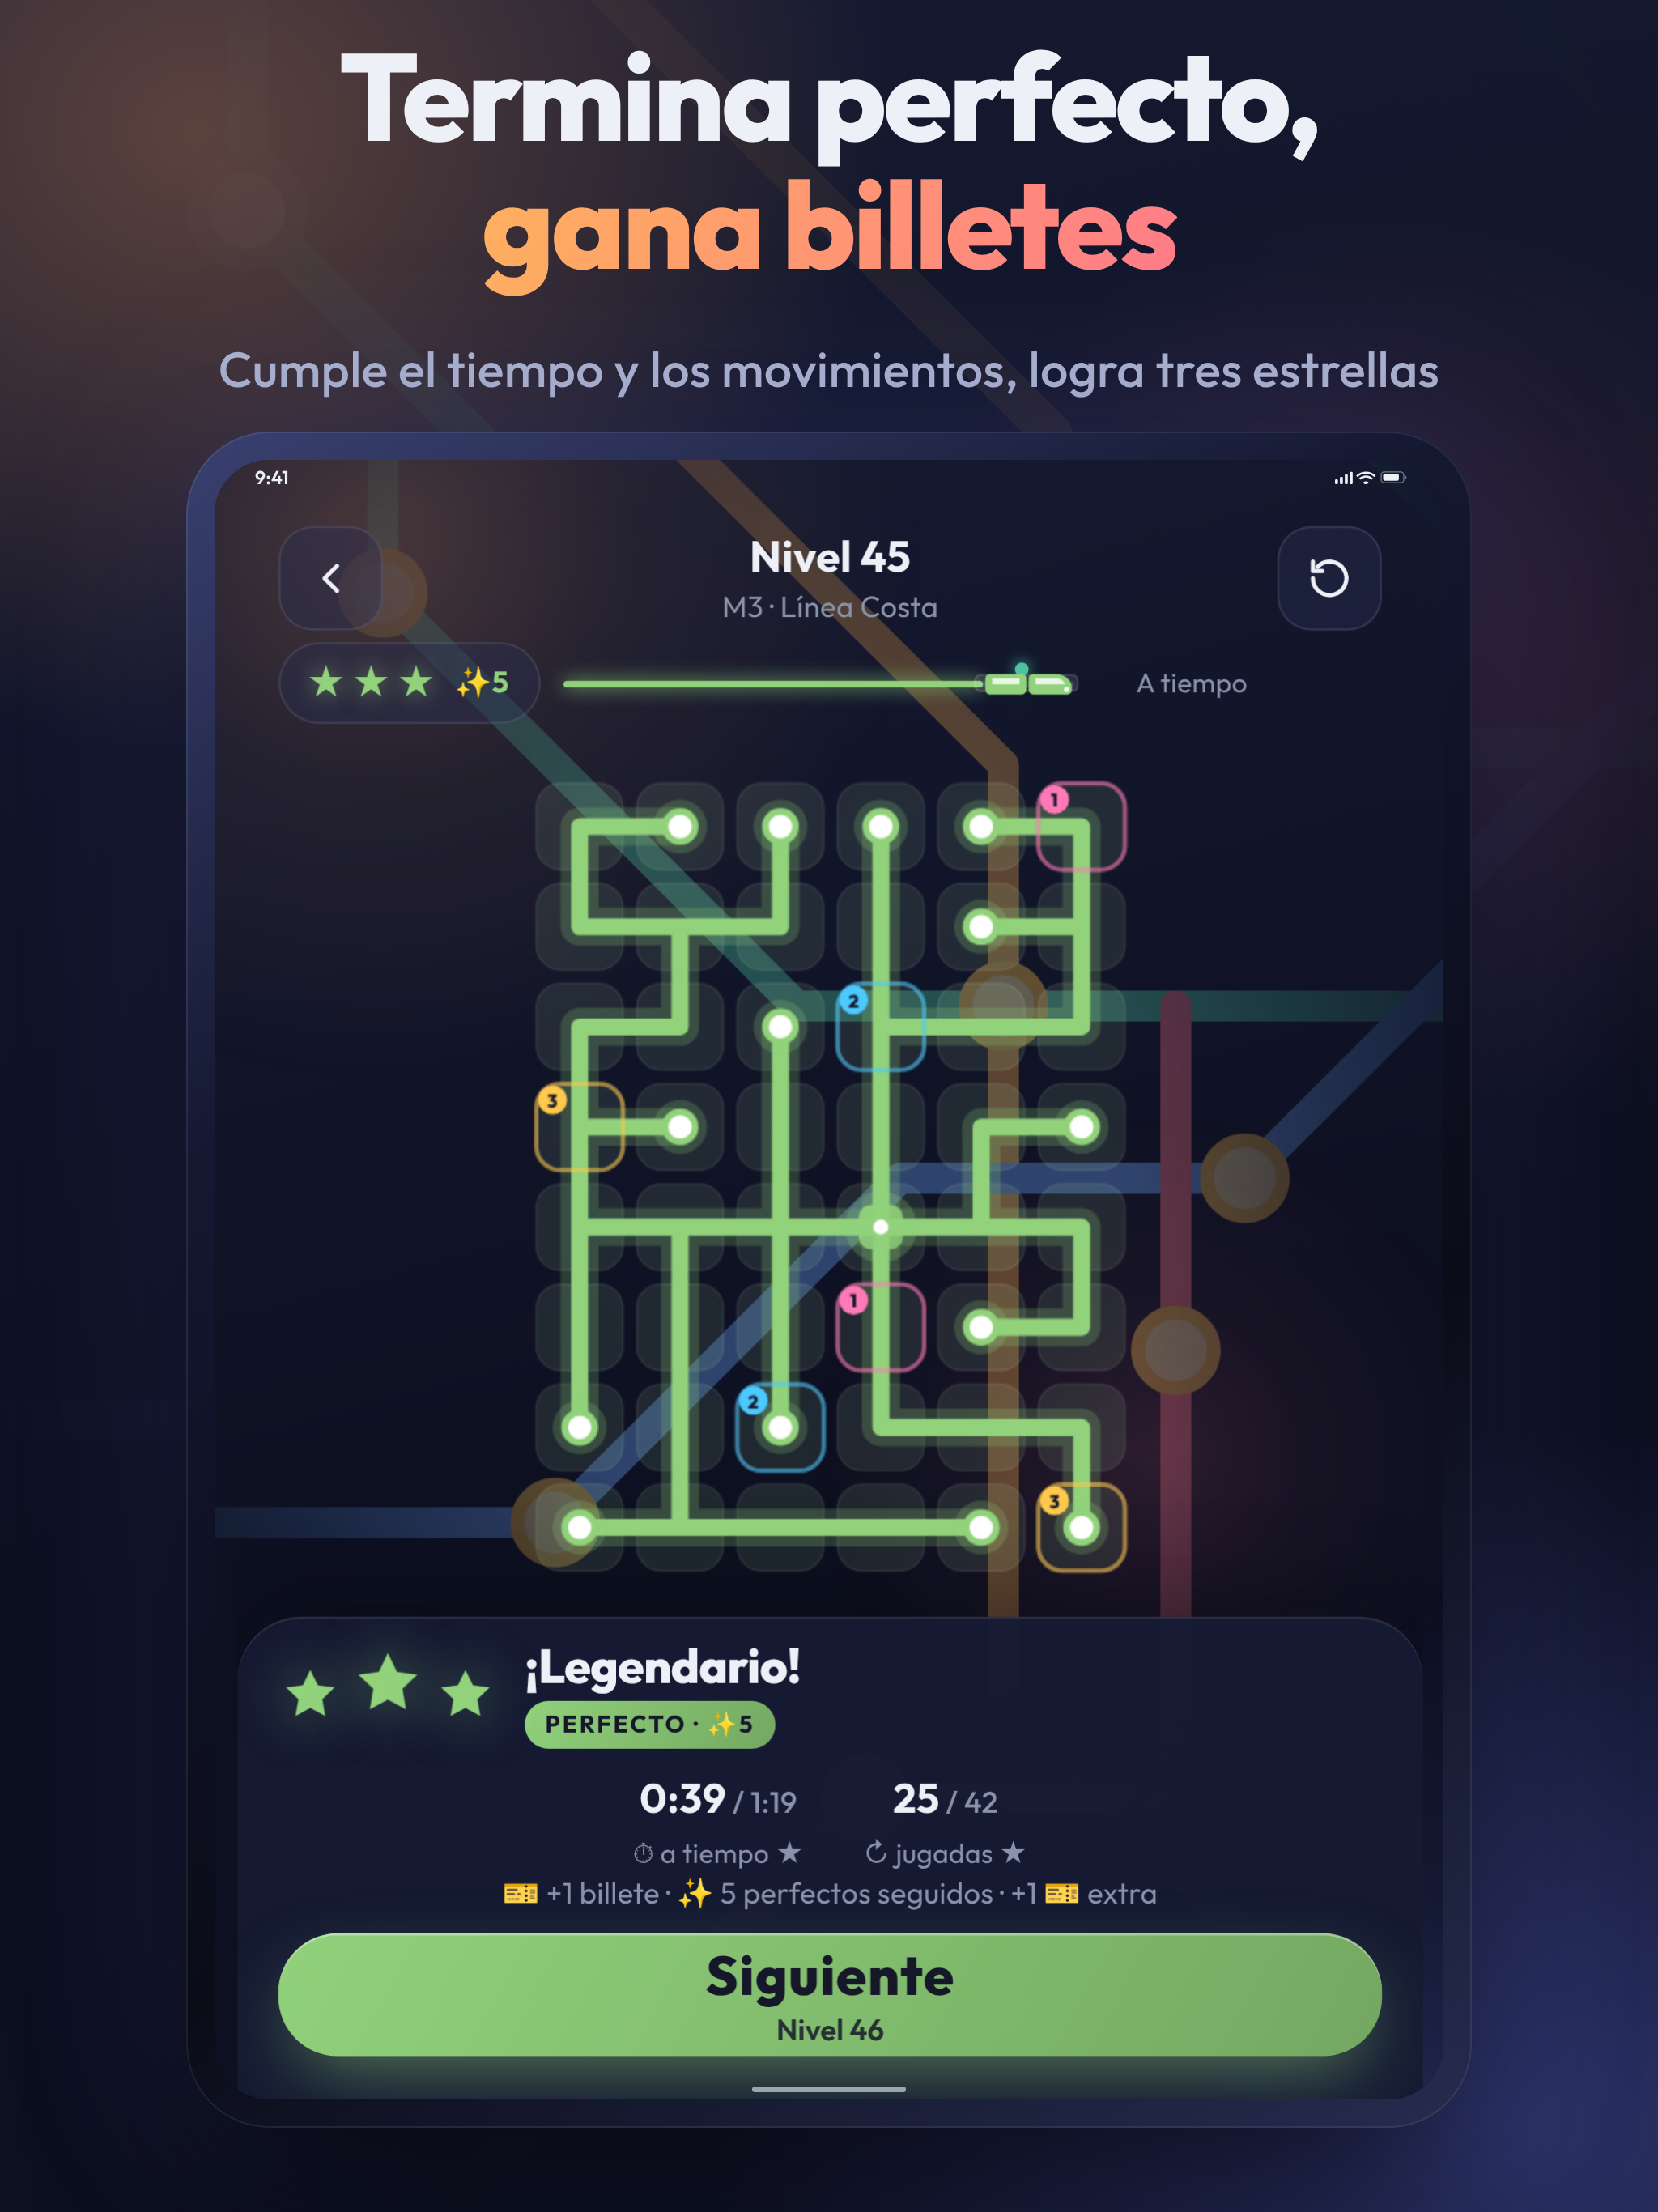 Termina perfecto,
gana billetes
Cumple el tiempo y los movimientos, logra tres estrellas
9:41
Nivel 45
M3 · Línea Costa
★ ★ ★ ✨5
A tiempo
1
2
3
1
2
3
¡Legendario!
PERFECTO · ✨5
0:39 / 1:19
25 / 42
⏱ a tiempo ★
↻ jugadas ★
🎫 +1 billete · ✨ 5 perfectos seguidos · +1 🎫 extra
Siguiente
Nivel 46